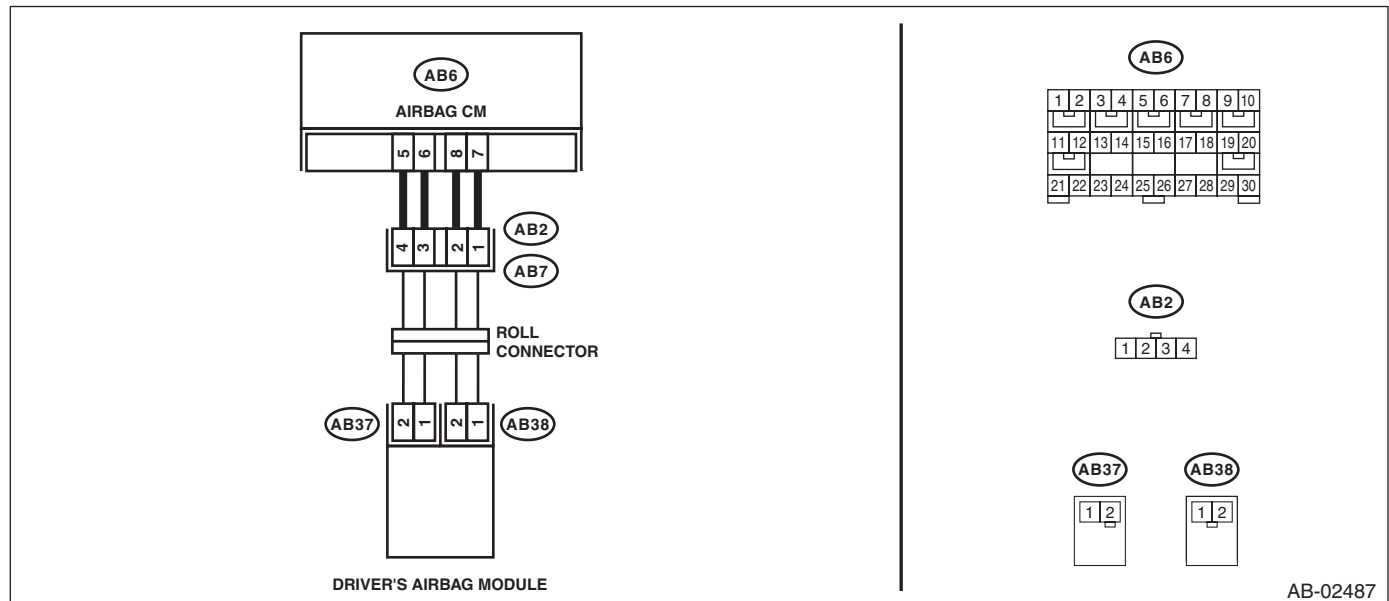 AB6
AIRBAG CM
5 6 8 7
AB2
4 3 2 1
AB7
ROLL
CONNECTOR
AB37
2 1 2 1
AB38
DRIVER'S AIRBAG MODULE
AB6
1 2 3 4 5 6 7 8 9 10
11 12 13 14 15 16 17 18 19 20
21 22 23 24 25 26 27 28 29 30
AB2
1 2 3 4
AB37 AB38
1 2 1 2
AB-02487